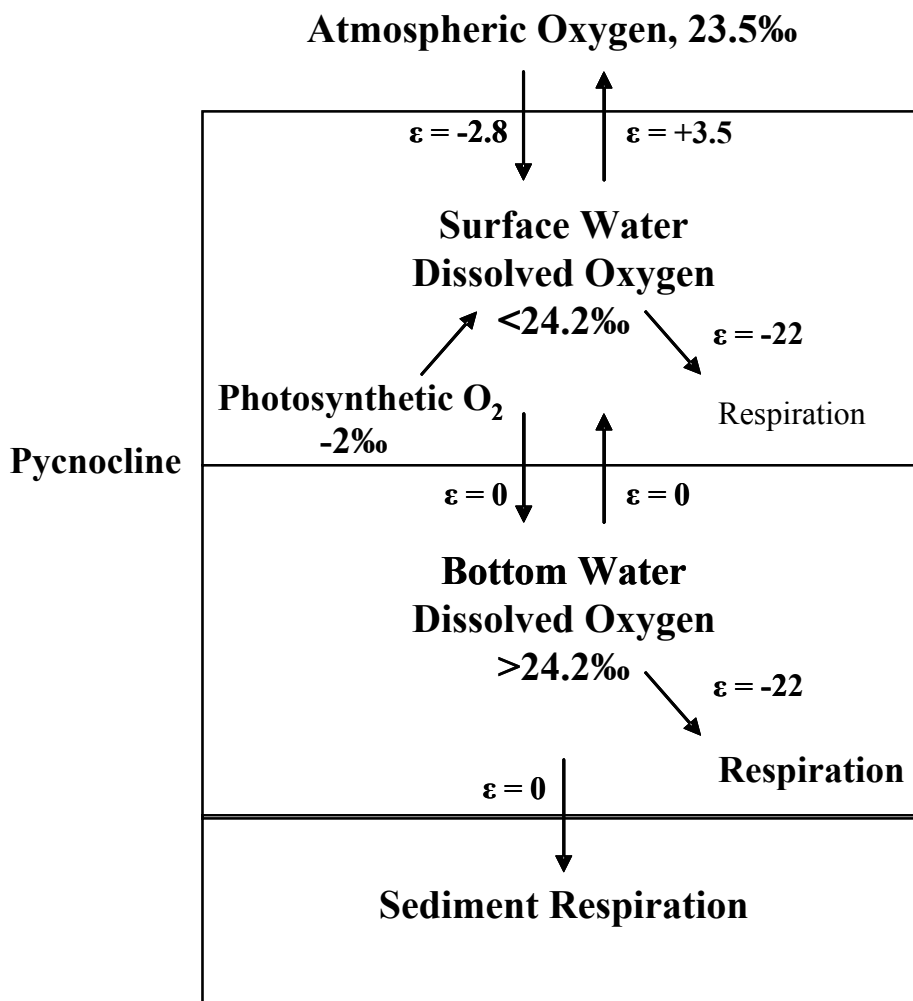 Atmospheric Oxygen, 23.5‰
ε = -2.8
ε = +3.5
Surface Water
Dissolved Oxygen
<24.2‰
ε = -22
Photosynthetic O₂
-2‰
Respiration
Pycnocline
ε = 0
ε = 0
Bottom Water
Dissolved Oxygen
>24.2‰
ε = -22
Respiration
ε = 0
Sediment Respiration